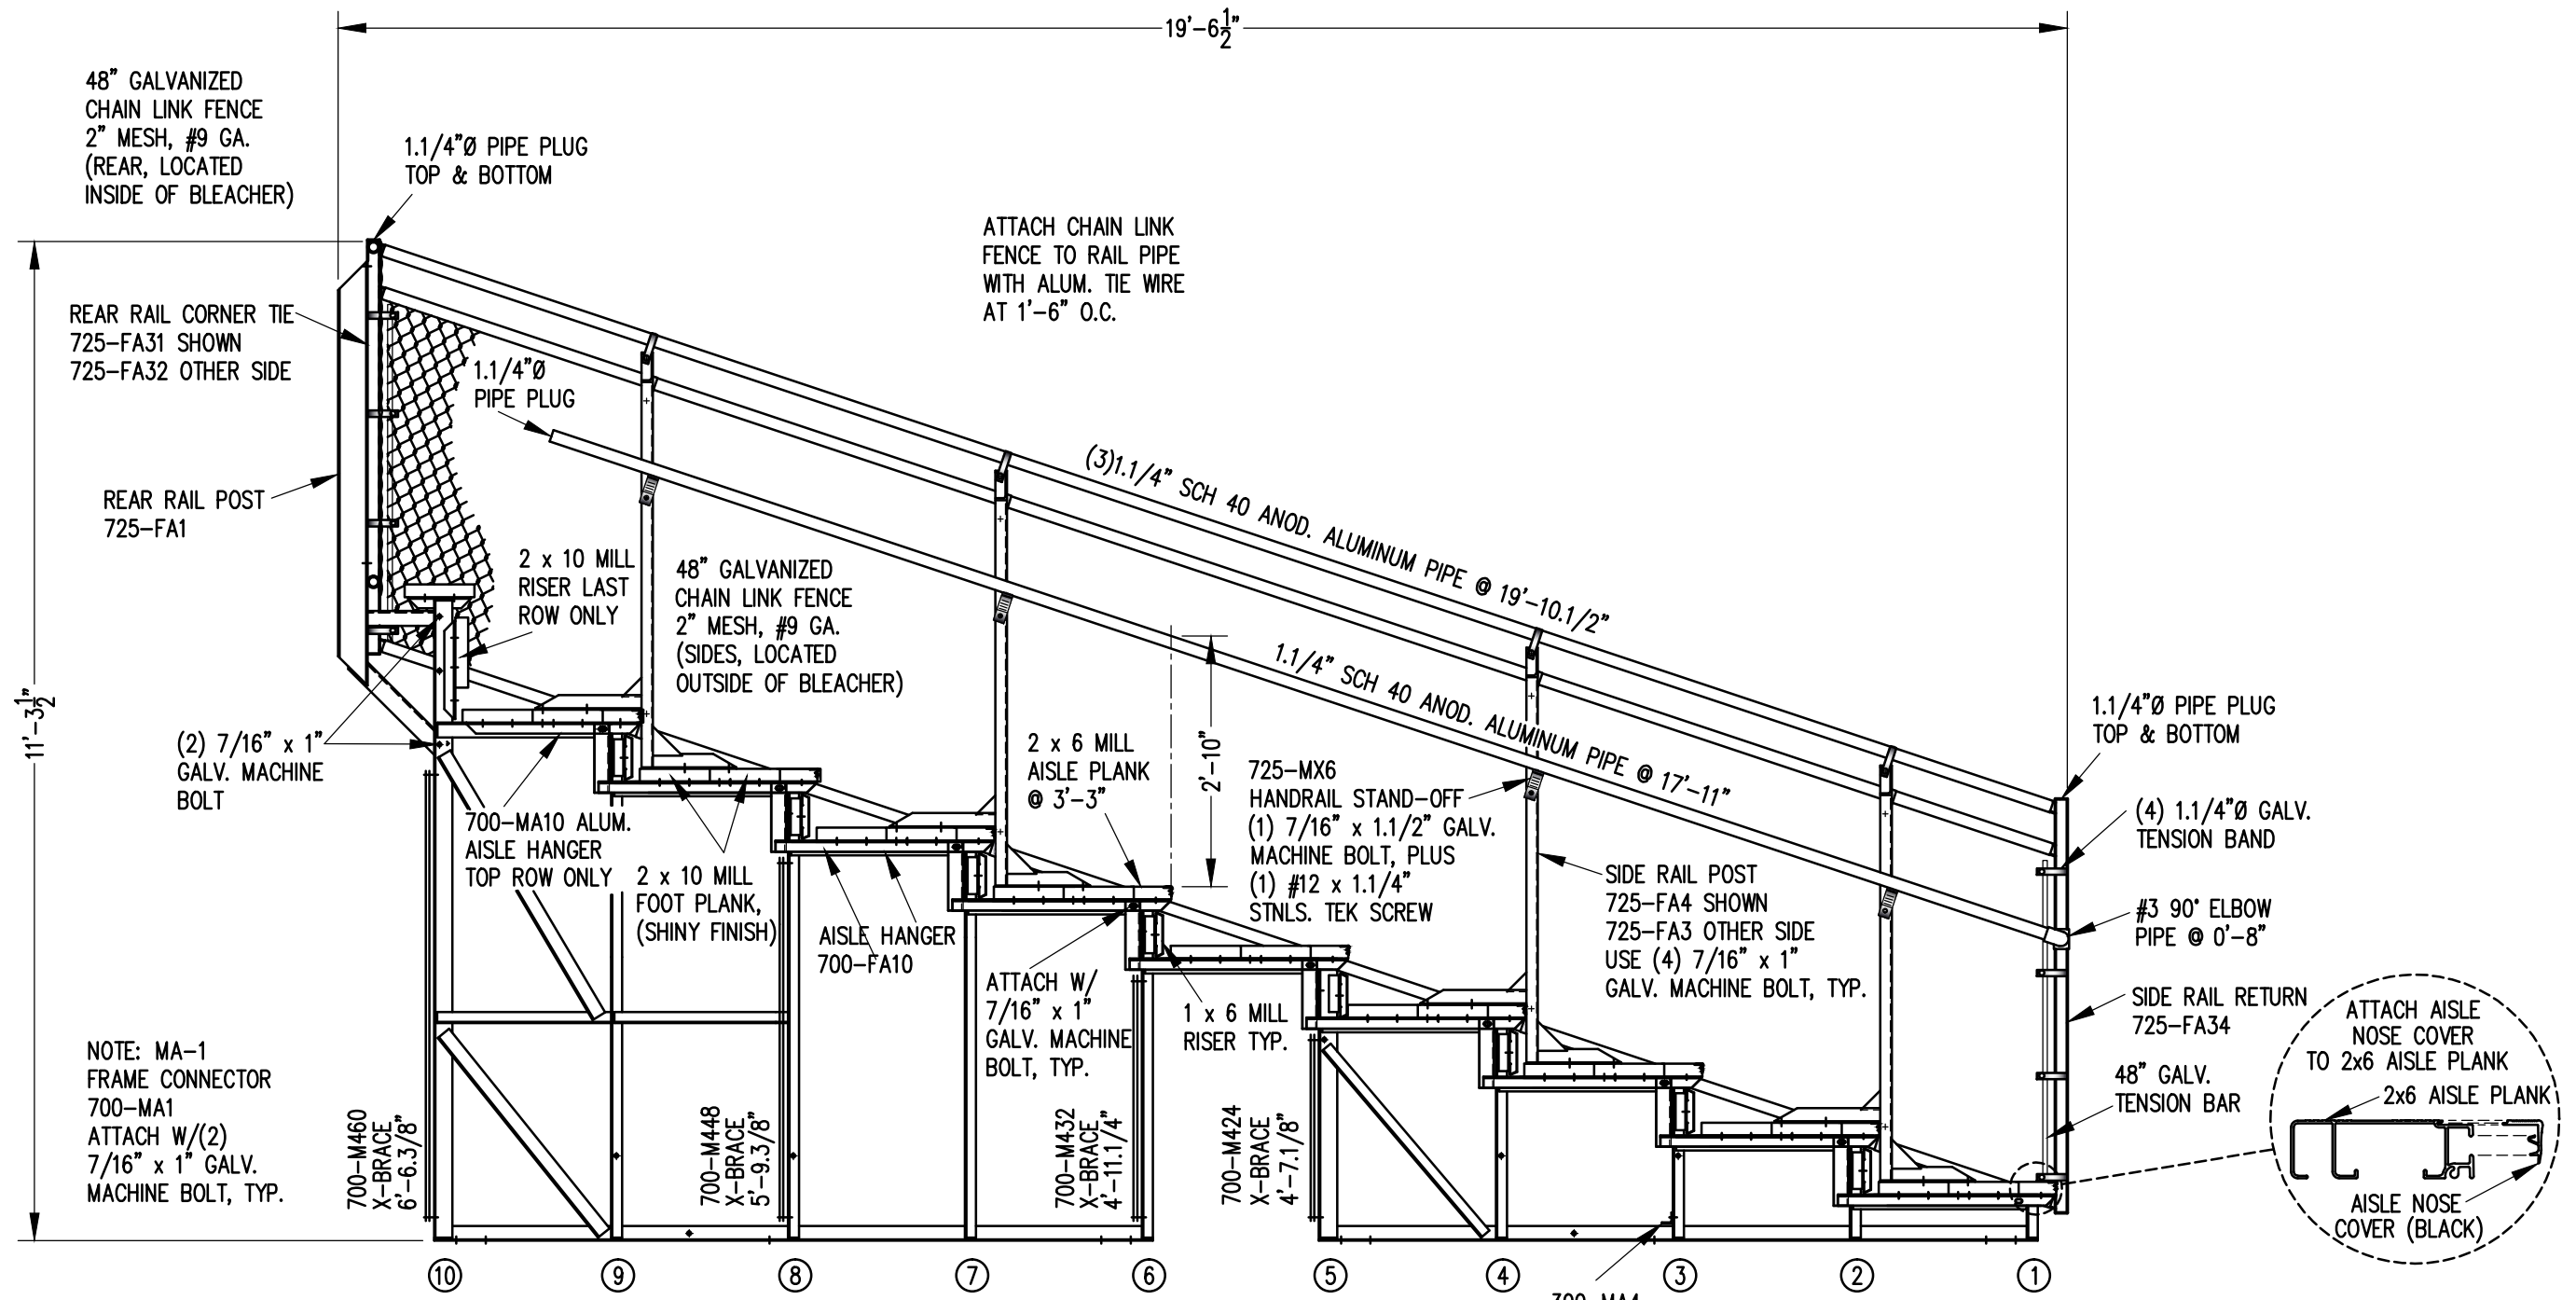 19'-6 1/2"
48" GALVANIZED
CHAIN LINK FENCE
2" MESH, #9 GA.
(REAR, LOCATED
INSIDE OF BLEACHER)
1.1/4"Ø PIPE PLUG
TOP & BOTTOM
ATTACH CHAIN LINK
FENCE TO RAIL PIPE
WITH ALUM. TIE WIRE
AT 1'-6" O.C.
REAR RAIL CORNER TIE
725-FA31 SHOWN
725-FA32 OTHER SIDE
1.1/4"Ø
PIPE PLUG
REAR RAIL POST
725-FA1
(3)1.1/4" SCH 40 ANOD. ALUMINUM PIPE @ 19'-10.1/2"
2 x 10 MILL
RISER LAST
ROW ONLY
48" GALVANIZED
CHAIN LINK FENCE
2" MESH, #9 GA.
(SIDES, LOCATED
OUTSIDE OF BLEACHER)
1.1/4" SCH 40 ANOD. ALUMINUM PIPE @ 17'-11"
11'-3 1/2"
(2) 7/16" x 1"
GALV. MACHINE
BOLT
2 x 6 MILL
AISLE PLANK
@ 3'-3"
2'-10"
725-MX6
HANDRAIL STAND-OFF
(1) 7/16" x 1.1/2" GALV.
MACHINE BOLT, PLUS
(1) #12 x 1.1/4"
STNLS. TEK SCREW
1.1/4"Ø PIPE PLUG
TOP & BOTTOM
(4) 1.1/4"Ø GALV.
TENSION BAND
700-MA10 ALUM.
AISLE HANGER
TOP ROW ONLY
2 x 10 MILL
FOOT PLANK,
(SHINY FINISH)
AISLE HANGER
700-FA10
SIDE RAIL POST
725-FA4 SHOWN
725-FA3 OTHER SIDE
USE (4) 7/16" x 1"
GALV. MACHINE BOLT, TYP.
#3 90° ELBOW
PIPE @ 0'-8"
ATTACH W/
7/16" x 1"
GALV. MACHINE
BOLT, TYP.
1 x 6 MILL
RISER TYP.
SIDE RAIL RETURN
725-FA34
48" GALV.
TENSION BAR
ATTACH AISLE
NOSE COVER
TO 2x6 AISLE PLANK
2x6 AISLE PLANK
AISLE NOSE
COVER (BLACK)
NOTE: MA-1
FRAME CONNECTOR
700-MA1
ATTACH W/(2)
7/16" x 1" GALV.
MACHINE BOLT, TYP.
700-M460
X-BRACE
6'-6.3/8"
700-M448
X-BRACE
5'-9.3/8"
700-M432
X-BRACE
4'-11.1/4"
700-M424
X-BRACE
4'-7.1/8"
10 9 8 7 6 5 4 3 2 1